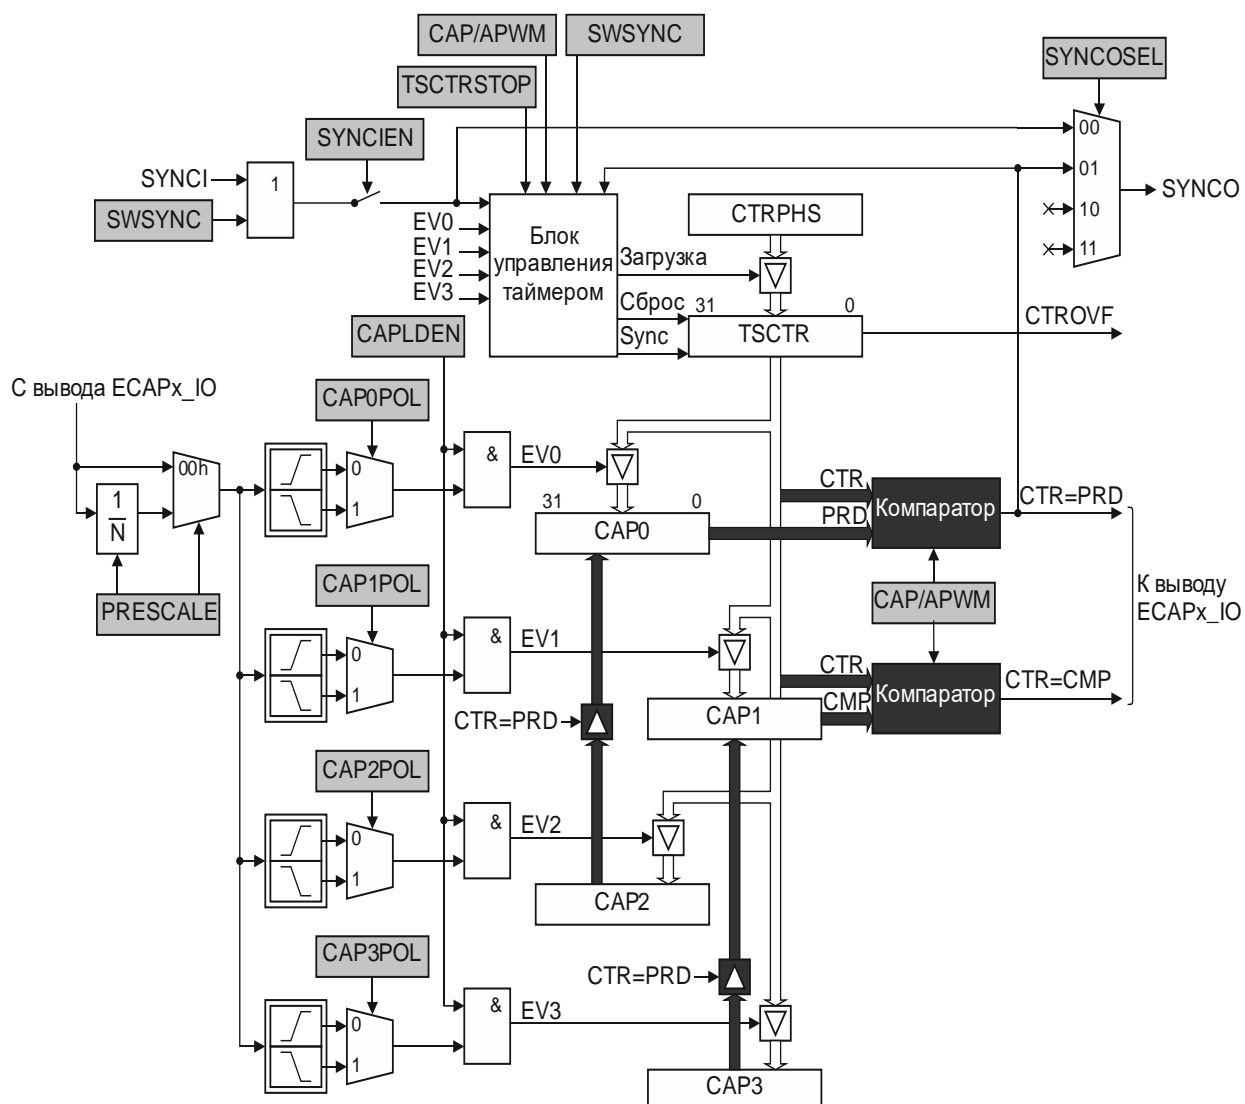 CAP/APWM
SWSYNC
SYNCOSEL
TSCTRSTOP
SYNCIEN
00
SYNCI
1
01
SYNCO
SWSYNC
10
11
CTRPHS
EV0
EV1
EV2
EV3
Блок
управления
таймером
Загрузка
Сброс
Sync
31
0
TSCTR
CTROVF
CAPLDEN
С вывода ECAPx_IO
CAP0POL
00h
0
1
&
EV0
1
N
31
0
CAP0
CTR
PRD
Компаратор
CTR=PRD
PRESCALE
CAP1POL
CAP/APWM
К выводу
ECAPx_IO
0
1
&
EV1
CTR
CMP
Компаратор
CTR=CMP
CAP1
CTR=PRD
CAP2POL
0
1
&
EV2
CAP2
CAP3POL
CTR=PRD
0
1
&
EV3
CAP3